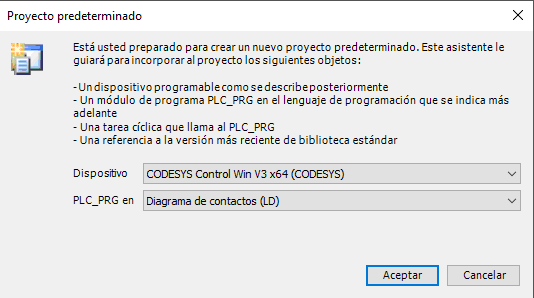 Proyecto predeterminado
Está usted preparado para crear un nuevo proyecto predeterminado. Este asistente le
guiará para incorporar al proyecto los siguientes objetos:
- Un dispositivo programable como se describe posteriormente
- Un módulo de programa PLC_PRG en el lenguaje de programación que se indica más
adelante
- Una tarea cíclica que llama al PLC_PRG
- Una referencia a la versión más reciente de biblioteca estándar
Dispositivo
CODESYS Control Win V3 x64 (CODESYS)
PLC_PRG en
Diagrama de contactos (LD)
Aceptar
Cancelar